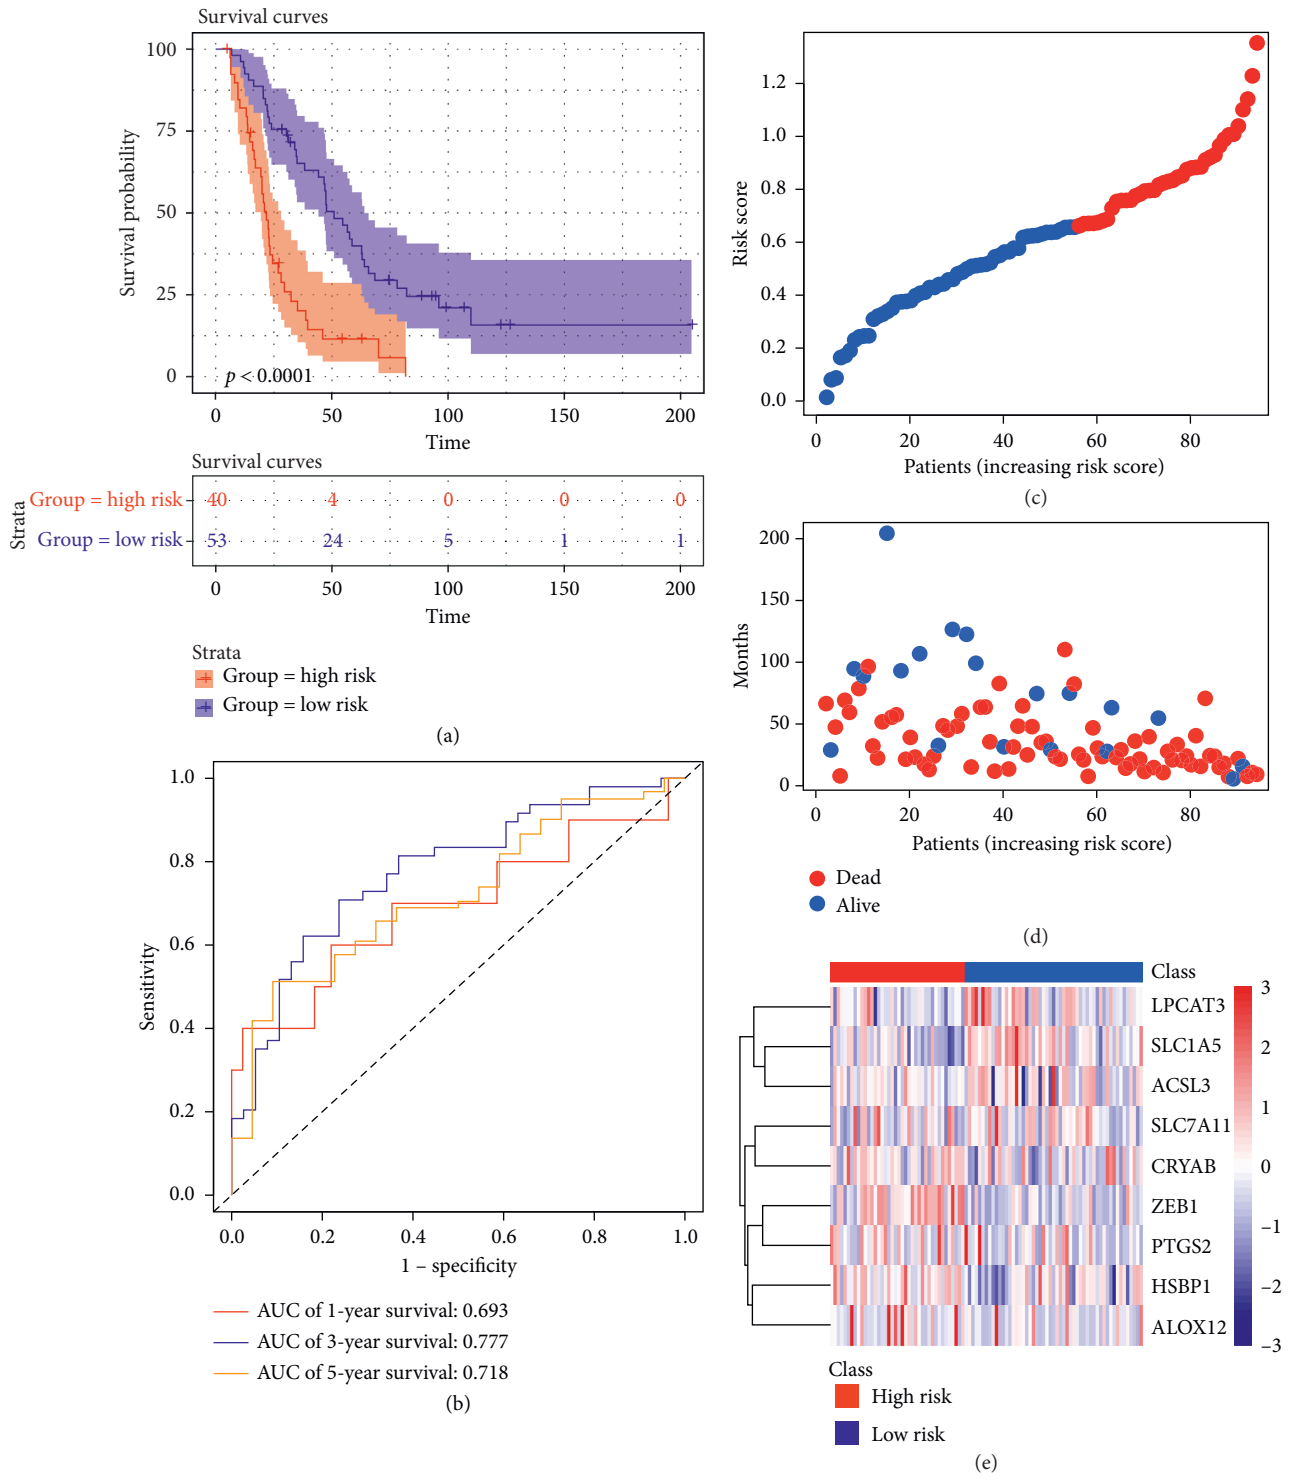 Survival curves
Survival probability
100
75
50
25
0
p < 0.0001
0 50 100 150 200
Time
Survival curves
Strata
Group = high risk 40 4 0 0 0
Group = low risk 53 24 5 1 1
0 50 100 150 200
Time
Strata
Group = high risk
Group = low risk
(a)
Sensitivity
1.0
0.8
0.6
0.4
0.2
0.0
0.0 0.2 0.4 0.6 0.8 1.0
1 – specificity
AUC of 1-year survival: 0.693
AUC of 3-year survival: 0.777
AUC of 5-year survival: 0.718
(b)
Risk score
1.2
1.0
0.8
0.6
0.4
0.2
0.0
0 20 40 60 80
Patients (increasing risk score)
(c)
Months
200
150
100
50
0
0 20 40 60 80
Patients (increasing risk score)
Dead
Alive
(d)
Class
LPCAT3
SLC1A5
ACSL3
SLC7A11
CRYAB
ZEB1
PTGS2
HSBP1
ALOX12
3
2
1
0
–1
–2
–3
Class
High risk
Low risk
(e)